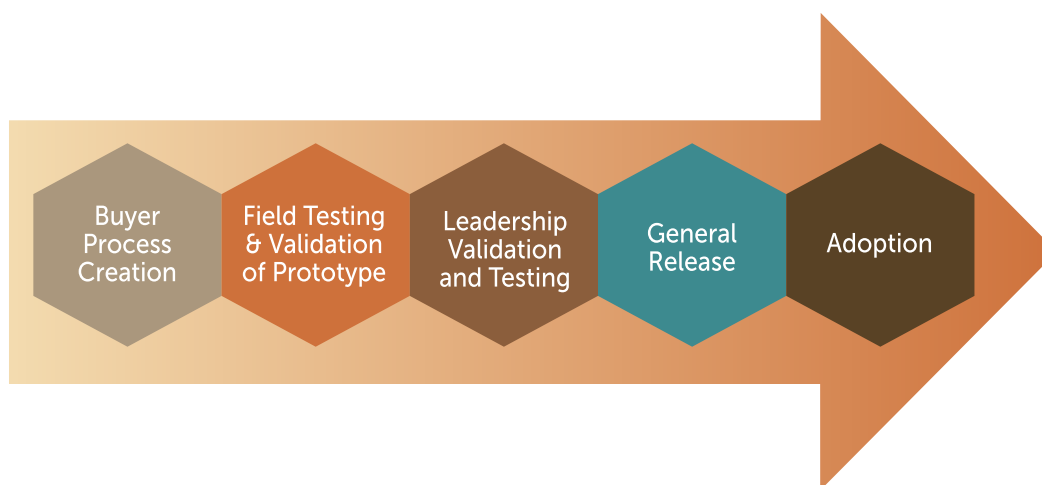 Buyer
Process
Creation
Field Testing
& Validation
of Prototype
Leadership
Validation
and Testing
General
Release
Adoption